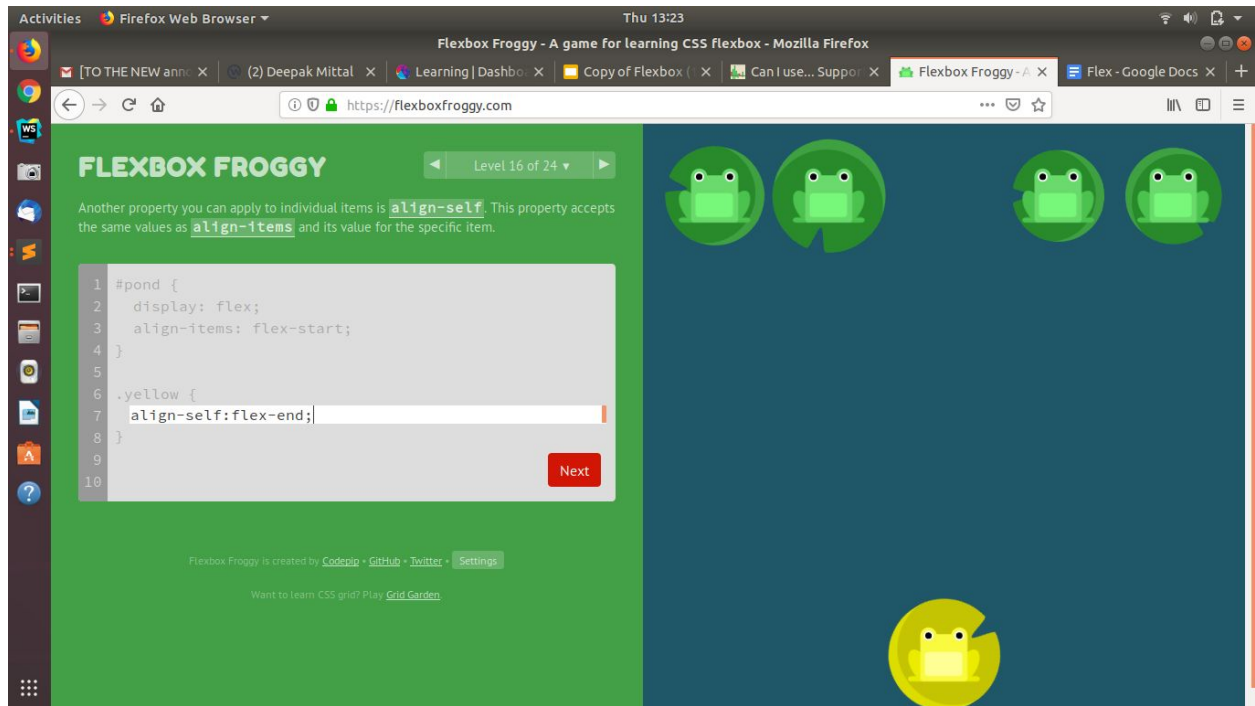 Activities Firefox Web Browser ▾ Thu 13:23
Flexbox Froggy - A game for learning CSS flexbox - Mozilla Firefox
[TO THE NEW ann (2) Deepak Mittal Learning | Dashbo Copy of Flexbox ( Can I use... Suppor Flexbox Froggy - A Flex - Google Docs
https://flexboxfroggy.com
FLEXBOX FROGGY
Level 16 of 24 ▾
Another property you can apply to individual items is align-self. This property accepts
the same values as align-items and its value for the specific item.
1 #pond {
2 display: flex;
3 align-items: flex-start;
4 }
5
6 .yellow {
7 align-self:flex-end;
8 }
9
10
Next
Flexbox Froggy is created by Codepip • GitHub • Twitter • Settings
Want to learn CSS grid? Play Grid Garden.
WS